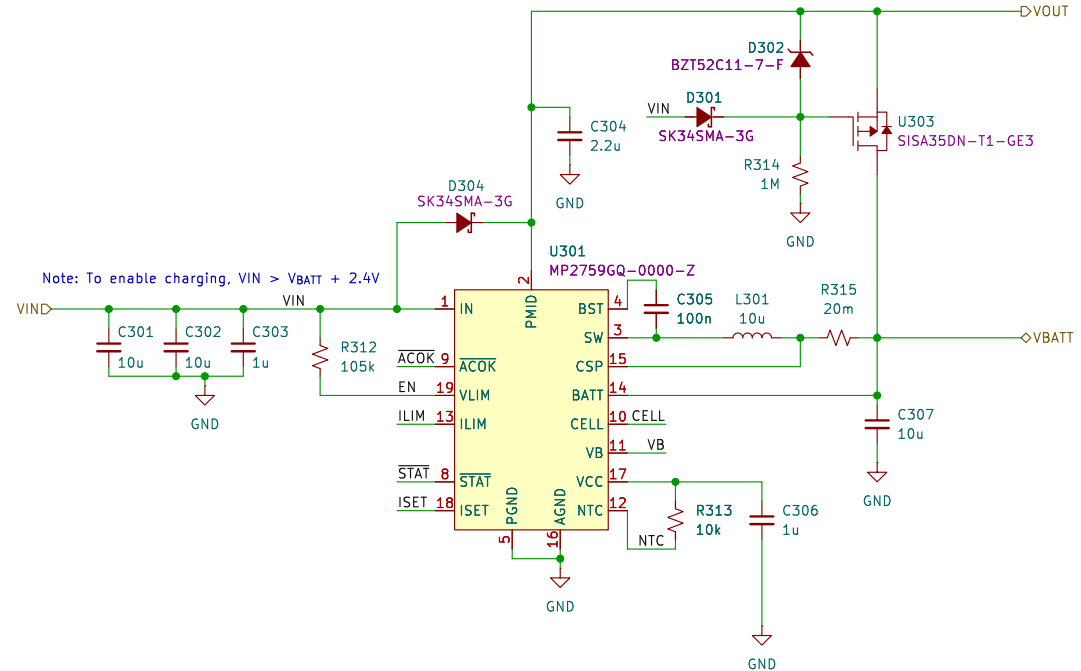 VOUT
D302
BZT52C11-7-F
VIN
D301
SK34SMA-3G
U303
SISA35DN-T1-GE3
C304
2.2u
GND
R314
1M
GND
D304
SK34SMA-3G
U301
MP2759GQ-0000-Z
Note: To enable charging, VIN > VBATT + 2.4V
VIN
VIN
C301
10u
C302
10u
C303
1u
GND
R312
105k
1
IN
2
PMID
BST
4
C305
100n
L301
10u
R315
20m
SW
3
VBATT
ACOK
9
ACOK
CSP
15
EN
19
VLIM
BATT
14
ILIM
13
ILIM
CELL
10
CELL
C307
10u
GND
VB
11
VB
STAT
8
STAT
VCC
17
ISET
18
ISET
NTC
12
NTC
R313
10k
C306
1u
GND
PGND
5
AGND
16
GND